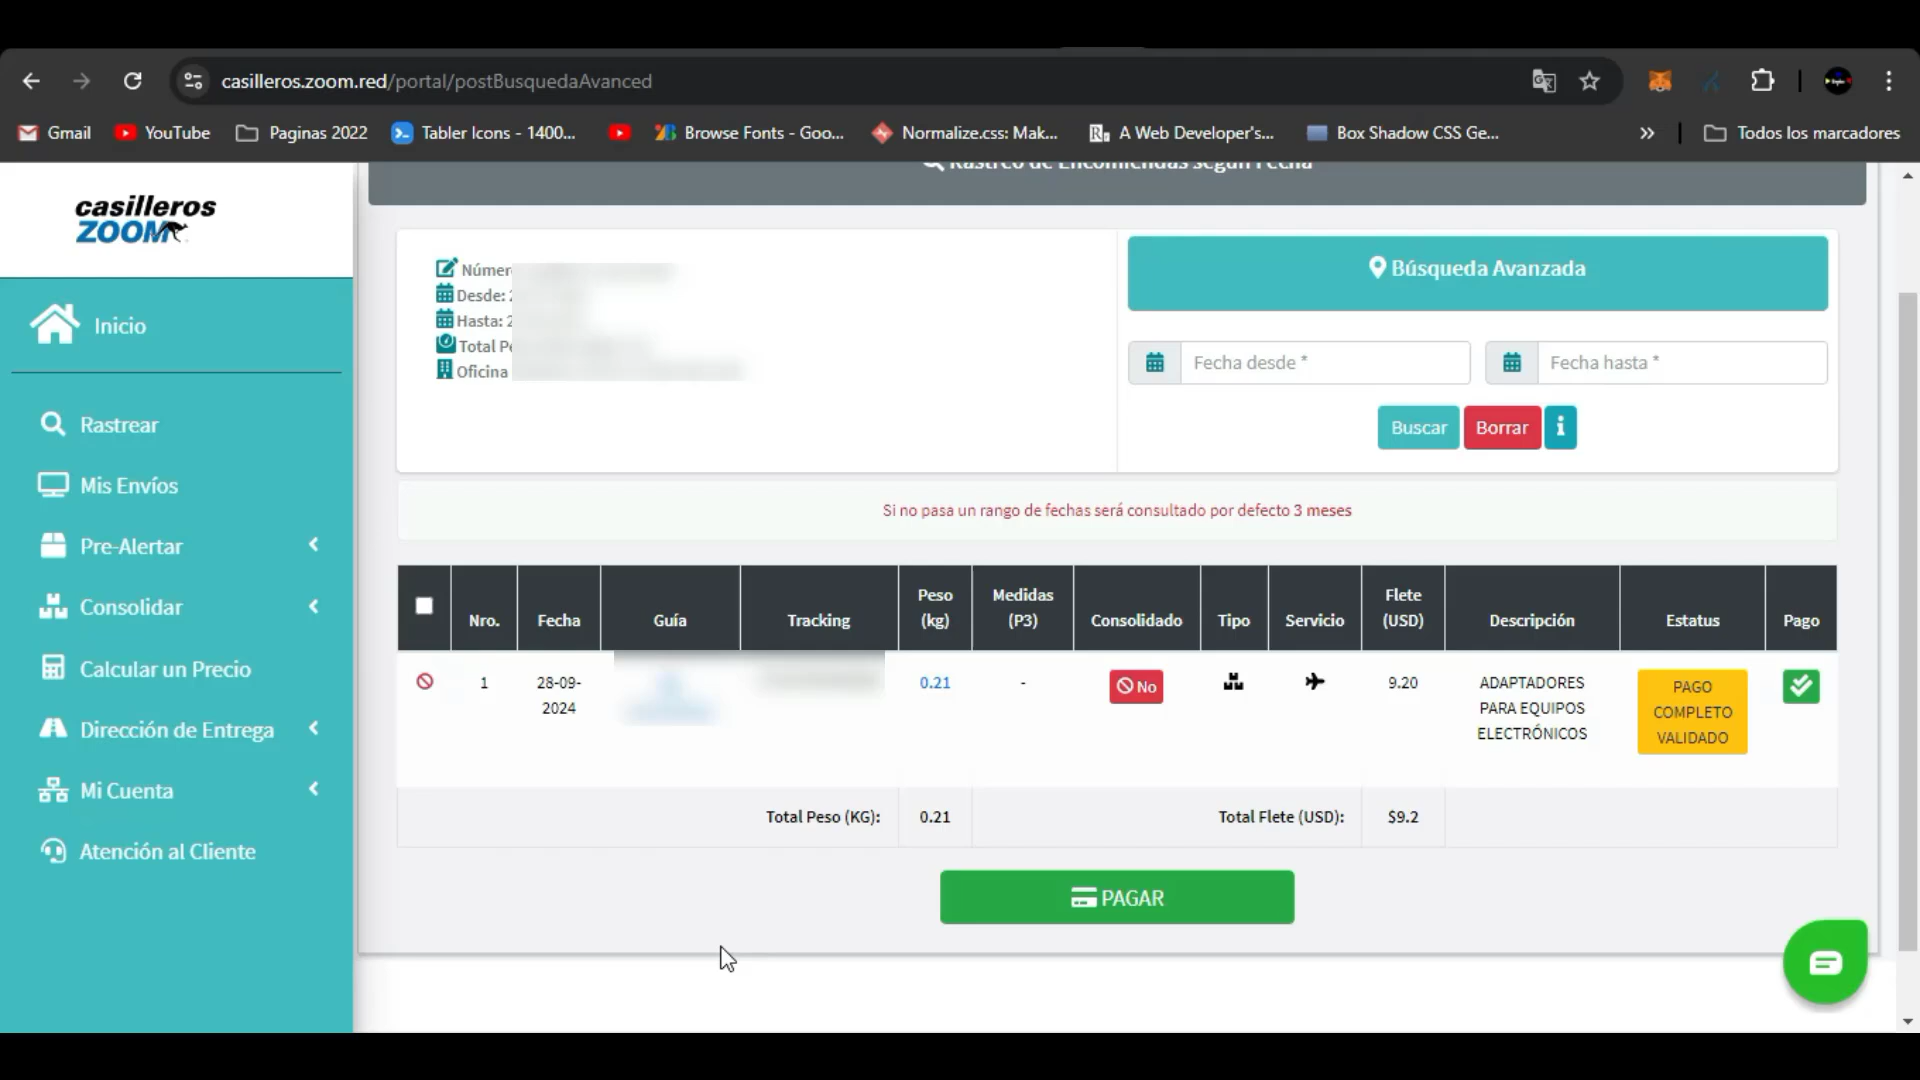 casilleros.zoom.red/portal/postBusquedaAvanced
Gmail
YouTube
Paginas 2022
Tabler Icons - 1400...
Browse Fonts - Goo...
Normalize.css: Mak...
A Web Developer's...
Box Shadow CSS Ge...
»
Todos los marcadores
casilleros
ZOOM
Inicio
Rastrear
Mis Envíos
Pre-Alertar
Consolidar
Calcular un Precio
Dirección de Entrega
Mi Cuenta
Atención al Cliente
Rastreo de Encomiendas según Fecha
Desde:
Hasta:
Total
Oficina
Búsqueda Avanzada
Fecha desde *
Fecha hasta *
Buscar
Borrar
i
Si no pasa un rango de fechas será consultado por defecto 3 meses
Nro.
Fecha
Guía
Tracking
Peso
(kg)
Medidas
(P3)
Consolidado
Tipo
Servicio
Flete
(USD)
Descripción
Estatus
Pago
1
28-09-
2024
0.21
-
No
9.20
ADAPTADORES
PARA EQUIPOS
ELECTRÓNICOS
PAGO
COMPLETO
VALIDADO
Total Peso (KG):
0.21
Total Flete (USD):
$9.2
PAGAR